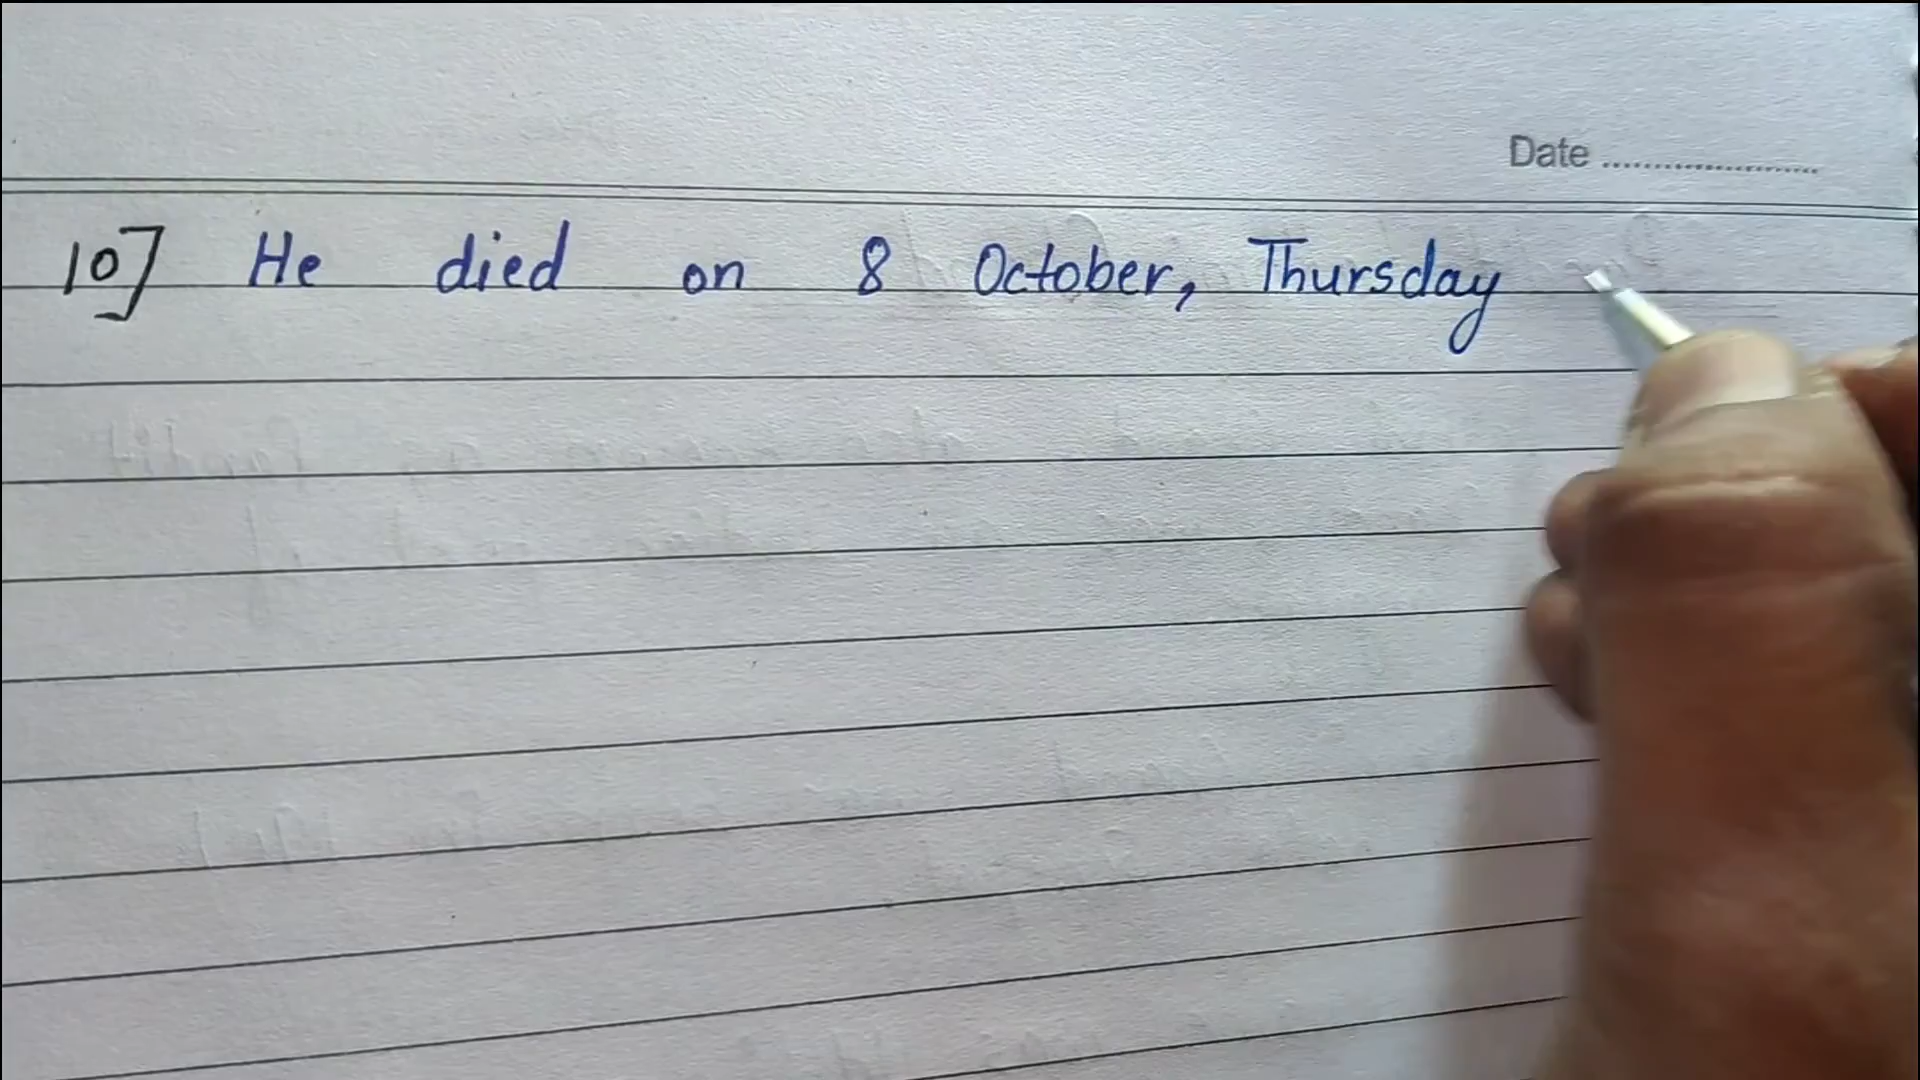 Date ....................
10] He died on 8 October, Thursday